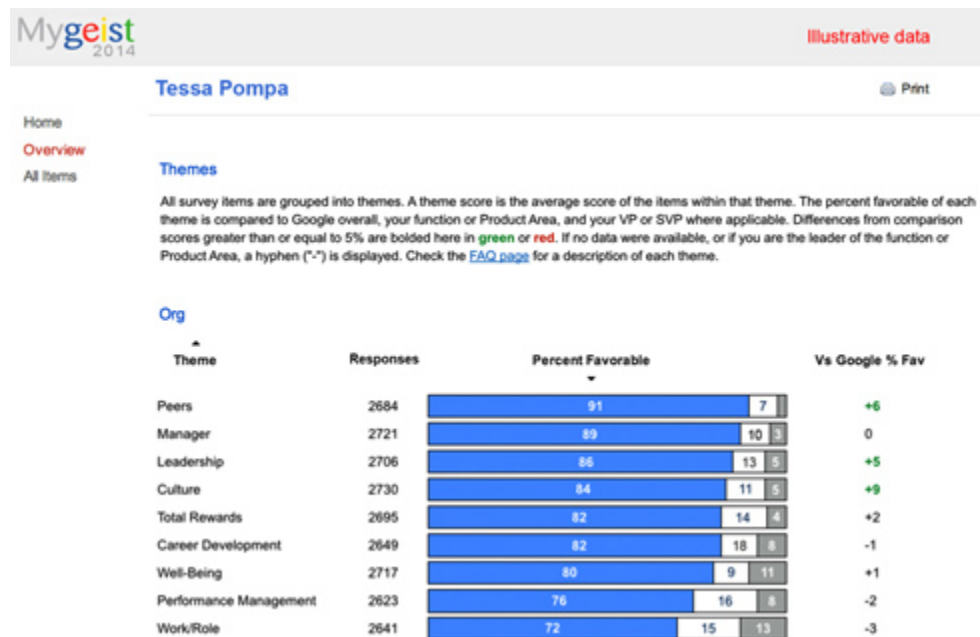 Mygeist
2014
Illustrative data
Tessa Pompa
Print
Home
Overview
All Items
Themes
All survey items are grouped into themes. A theme score is the average score of the items within that theme. The percent favorable of each
theme is compared to Google overall, your function or Product Area, and your VP or SVP where applicable. Differences from comparison
scores greater than or equal to 5% are bolded here in green or red. If no data were available, or if you are the leader of the function or
Product Area, a hyphen ("-") is displayed. Check the FAQ page for a description of each theme.
Org
Theme Responses Percent Favorable Vs Google % Fav
Peers 2684 91 7 +6
Manager 2721 89 10 3 0
Leadership 2706 86 13 5 +5
Culture 2730 84 11 5 +9
Total Rewards 2695 82 14 4 +2
Career Development 2649 82 18 8 -1
Well-Being 2717 80 9 11 +1
Performance Management 2623 76 16 8 -2
Work/Role 2641 72 15 13 -3